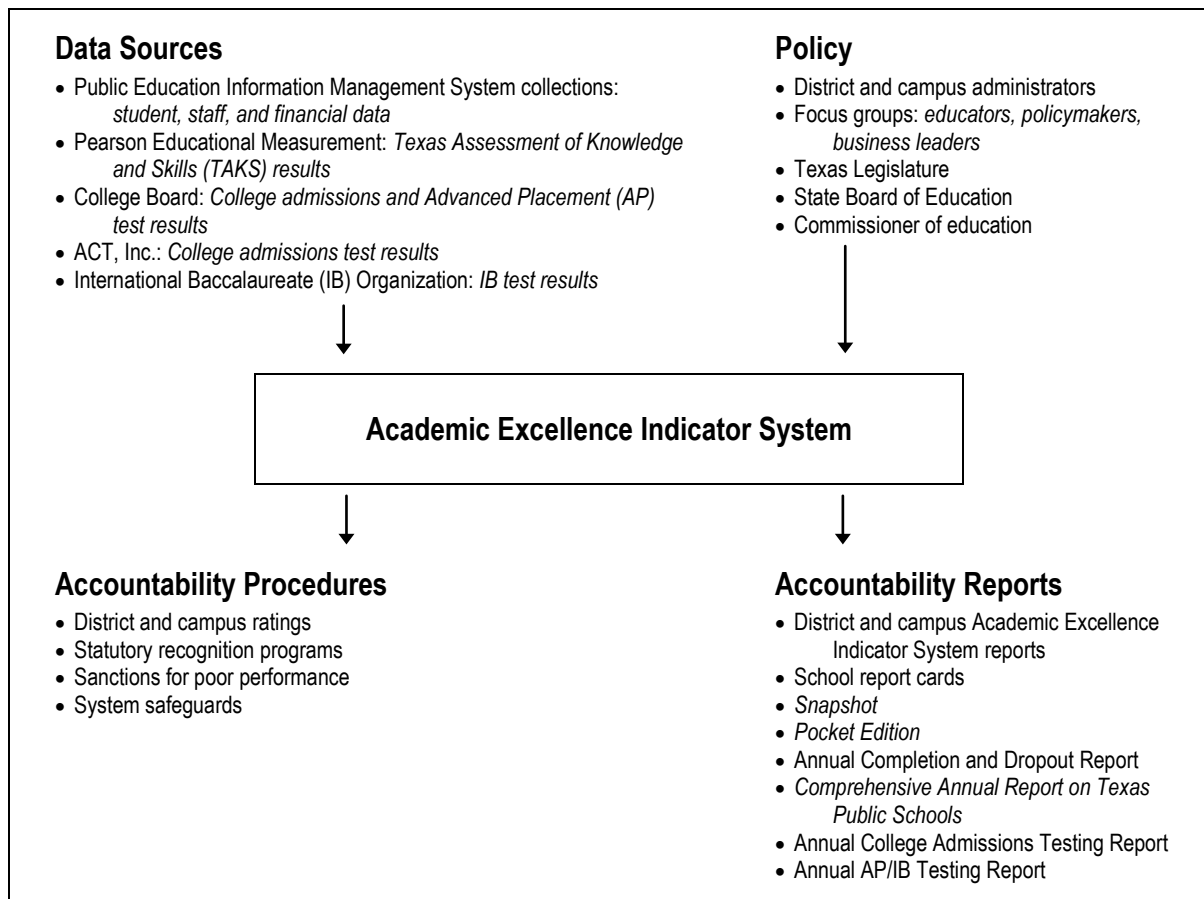 Data Sources
• Public Education Information Management System collections:
student, staff, and financial data
• Pearson Educational Measurement: Texas Assessment of Knowledge
and Skills (TAKS) results
• College Board: College admissions and Advanced Placement (AP)
test results
• ACT, Inc.: College admissions test results
• International Baccalaureate (IB) Organization: IB test results
Policy
• District and campus administrators
• Focus groups: educators, policymakers,
business leaders
• Texas Legislature
• State Board of Education
• Commissioner of education
Academic Excellence Indicator System
Accountability Procedures
• District and campus ratings
• Statutory recognition programs
• Sanctions for poor performance
• System safeguards
Accountability Reports
• District and campus Academic Excellence
Indicator System reports
• School report cards
• Snapshot
• Pocket Edition
• Annual Completion and Dropout Report
• Comprehensive Annual Report on Texas
Public Schools
• Annual College Admissions Testing Report
• Annual AP/IB Testing Report